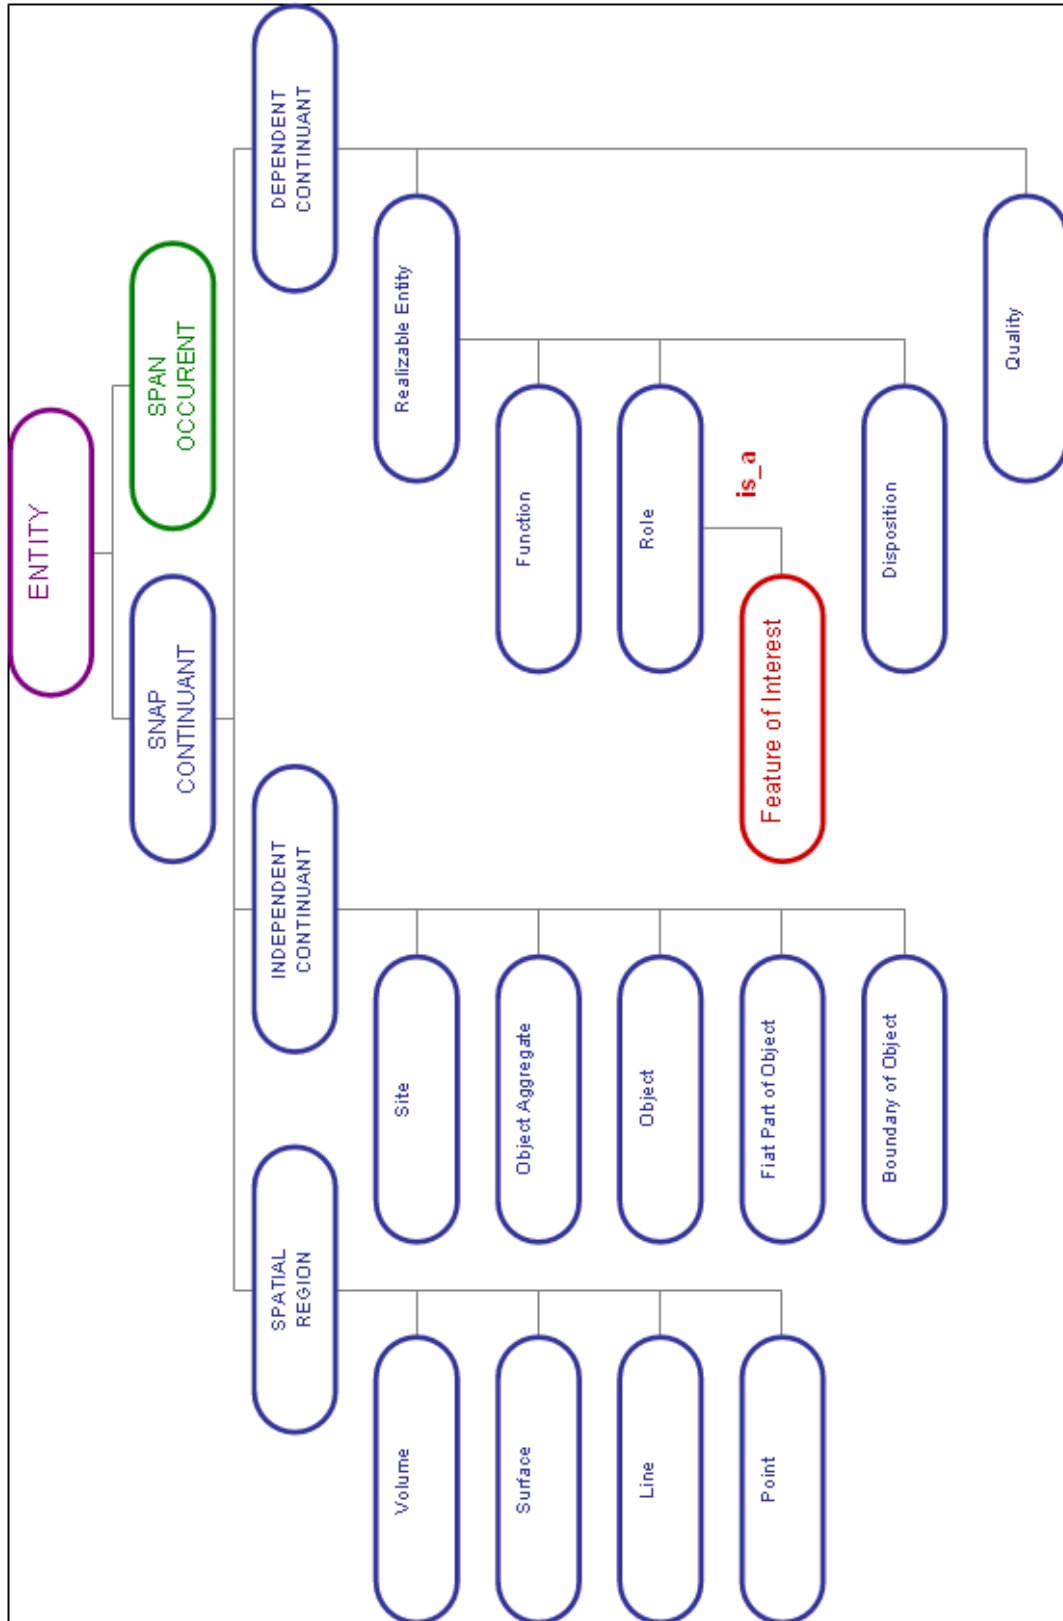 ENTITY
SNAP
CONTINUANT
SPAN
OCCURENT
SPATIAL
REGION
INDEPENDENT
CONTINUANT
DEPENDENT
CONTINUANT
Volume
Surface
Line
Point
Site
Object Aggregate
Object
Fiat Part of Object
Boundary of Object
Realizable Entity
Function
Role
is_a
Feature of Interest
Disposition
Quality